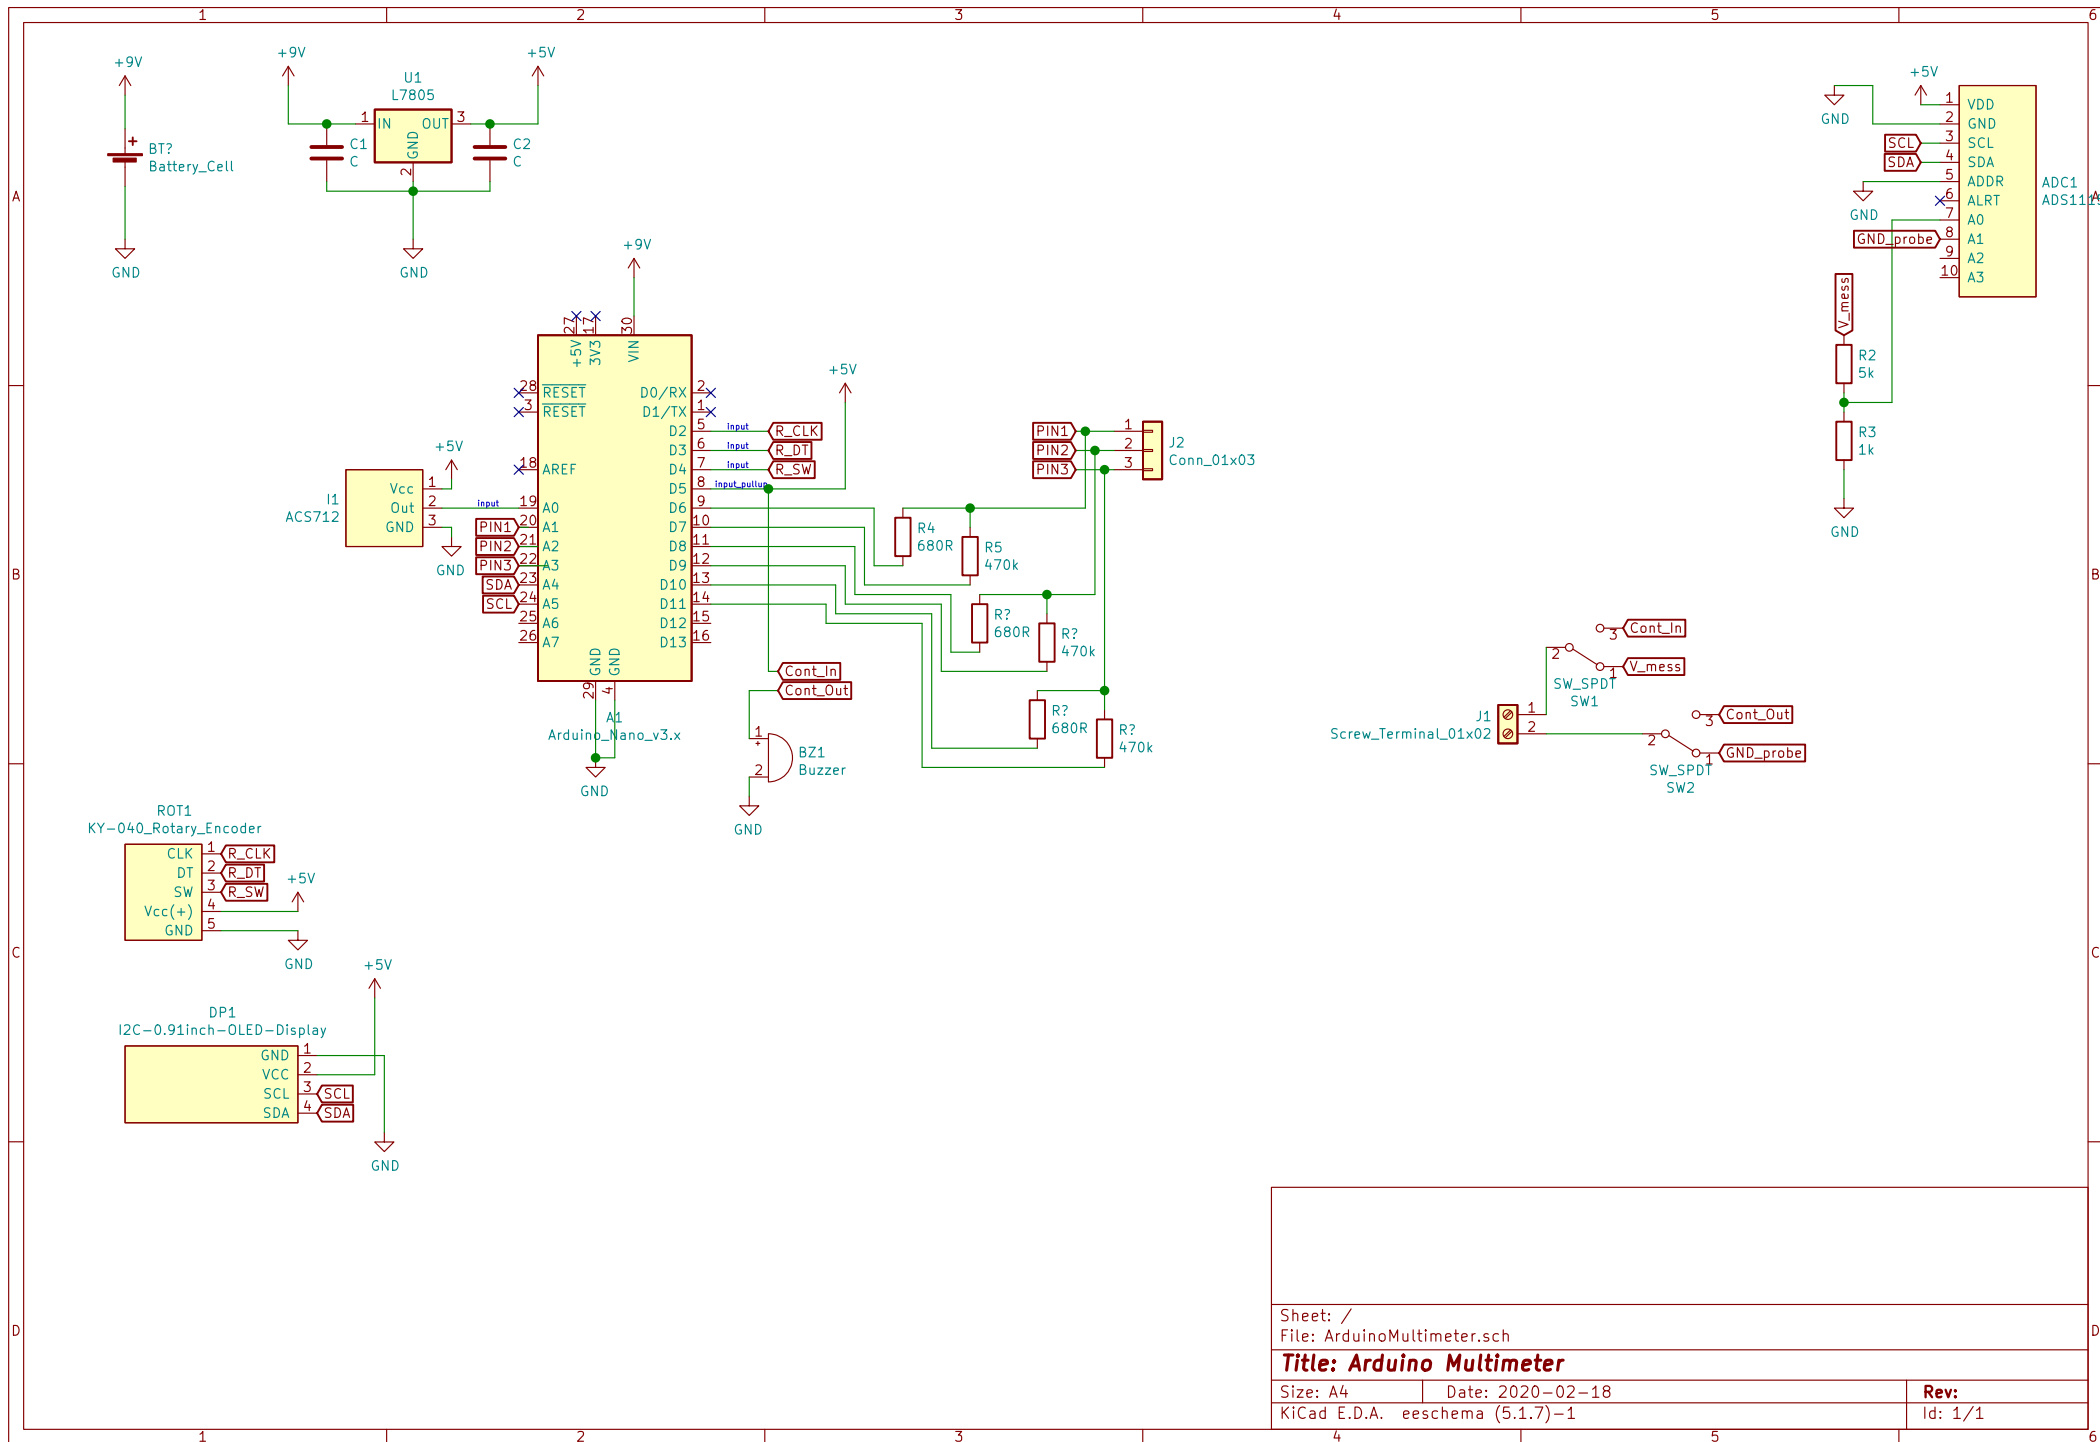 1 2 3 4 5 6
A
B
C
D
+9V
BT?
Battery_Cell
+
GND
+9V
U1
L7805
+5V
1 IN OUT 3
GND
2
C1
C
C2
C
GND
+9V
27 17 30
+5V 3V3 VIN
28 RESET
3 RESET
18 AREF
19 A0
20 A1
21 A2
22 A3
23 A4
24 A5
25 A6
26 A7
D0/RX 2
D1/TX 1
D2 5
D3 6
D4 7
D5 8
D6 9
D7 10
D8 11
D9 12
D10 13
D11 14
D12 15
D13 16
GND GND
29 4
A1
Arduino_Nano_v3.x
GND
input R_CLK
input R_DT
input R_SW
input_pullup
+5V
+5V
I1
ACS712
Vcc 1
Out 2
GND 3
input
GND
PIN1
PIN2
PIN3
SDA
SCL
PIN1 1
PIN2 2
PIN3 3
J2
Conn_01x03
R4
680R
R5
470k
R?
680R
R?
470k
R?
680R
R?
470k
Cont_In
Cont_Out
1
+
2
BZ1
Buzzer
GND
+5V
GND
1 VDD
2 GND
SCL 3 SCL
SDA 4 SDA
5 ADDR
6 ALRT
7 A0
GND_probe 8 A1
9 A2
10 A3
GND
ADC1
V_mess
R2
5k
R3
1k
GND
3 Cont_In
2
1 V_mess
SW_SPDT
SW1
J1
Screw_Terminal_01x02
1
2
3 Cont_Out
2
1 GND_probe
SW_SPDT
SW2
ROT1
KY-040_Rotary_Encoder
CLK 1 R_CLK
DT 2 R_DT
SW 3 R_SW
Vcc(+) 4
GND 5
+5V
GND
+5V
DP1
I2C-0.91inch-OLED-Display
GND 1
VCC 2
SCL 3 SCL
SDA 4 SDA
GND
A
B
C
D
Sheet: /
File: ArduinoMultimeter.sch
Title: Arduino Multimeter
Size: A4 Date: 2020-02-18 Rev:
KiCad E.D.A. eeschema (5.1.7)-1 Id: 1/1
1 2 3 4 5 6